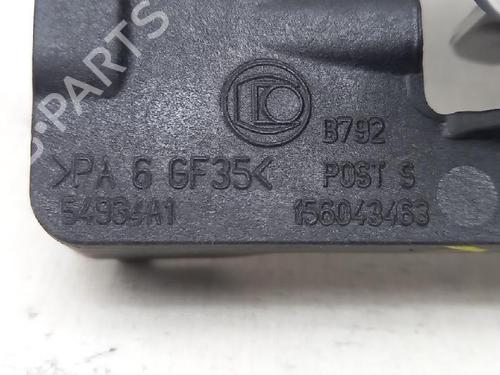 B792
>PA 6 GF35< POST S
54934A1 156043463
B-PARTS